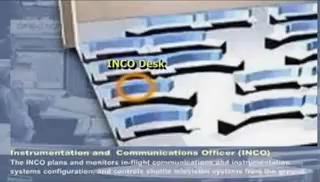 INCO Desk
Instrumentation and Communications Officer (INCO)
The INCO plans and monitors in-flight communications and instrumentation
systems configuration, and controls shuttle television systems from the ground.